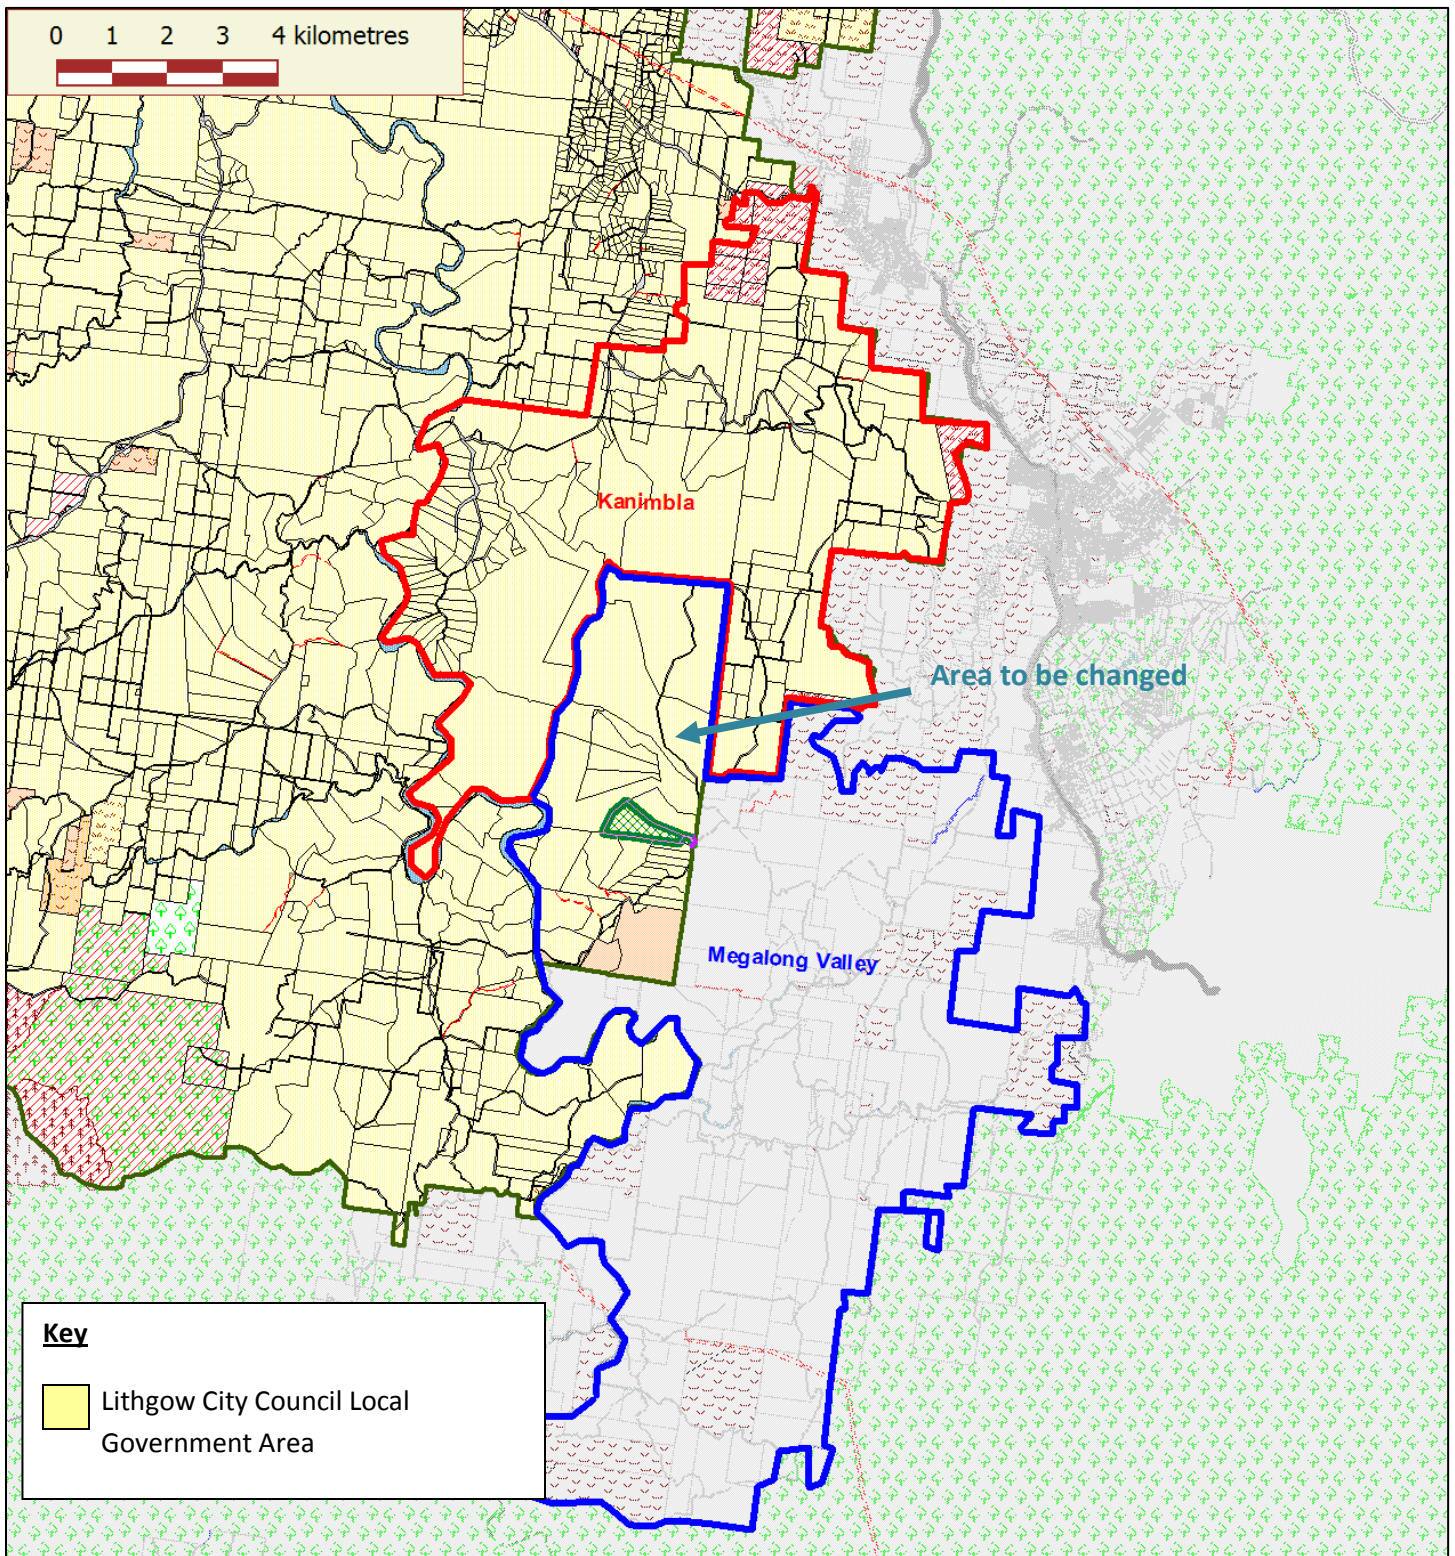 0 1 2 3 4 kilometres
Kanimbla
Area to be changed
Megalong Valley
Key
Lithgow City Council Local
Government Area